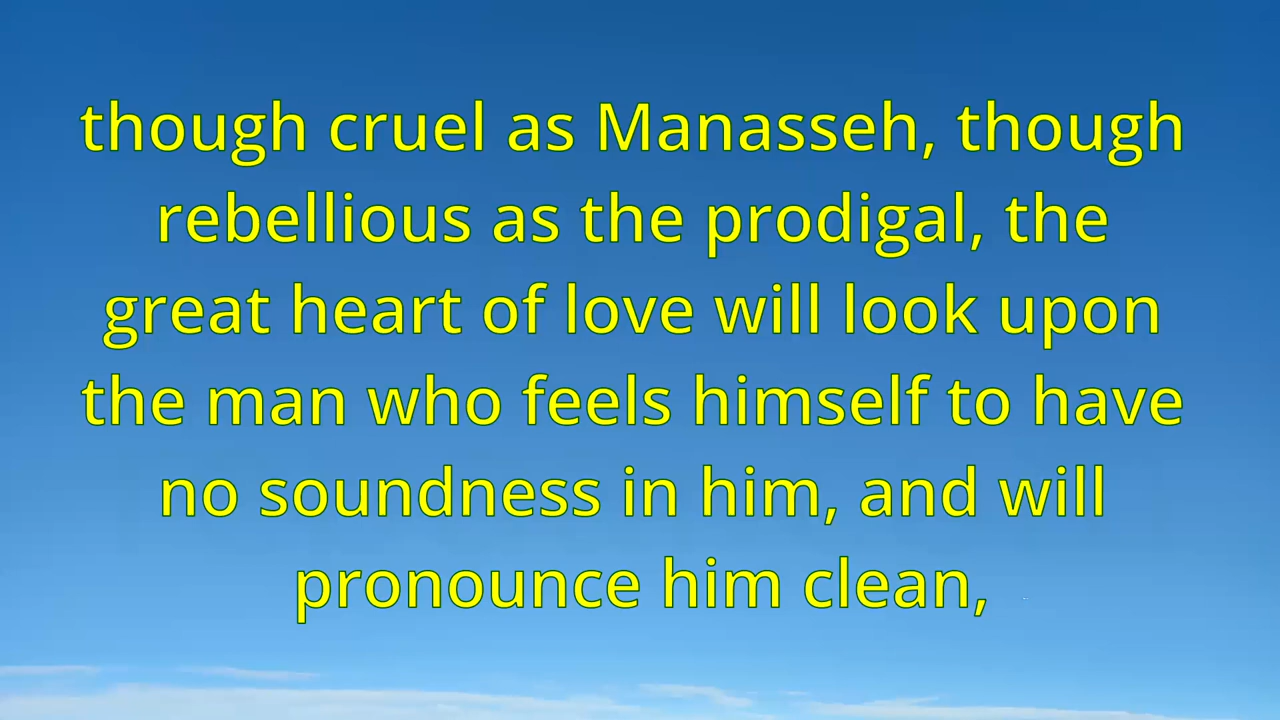 though cruel as Manasseh, though
rebellious as the prodigal, the
great heart of love will look upon
the man who feels himself to have
no soundness in him, and will
pronounce him clean,